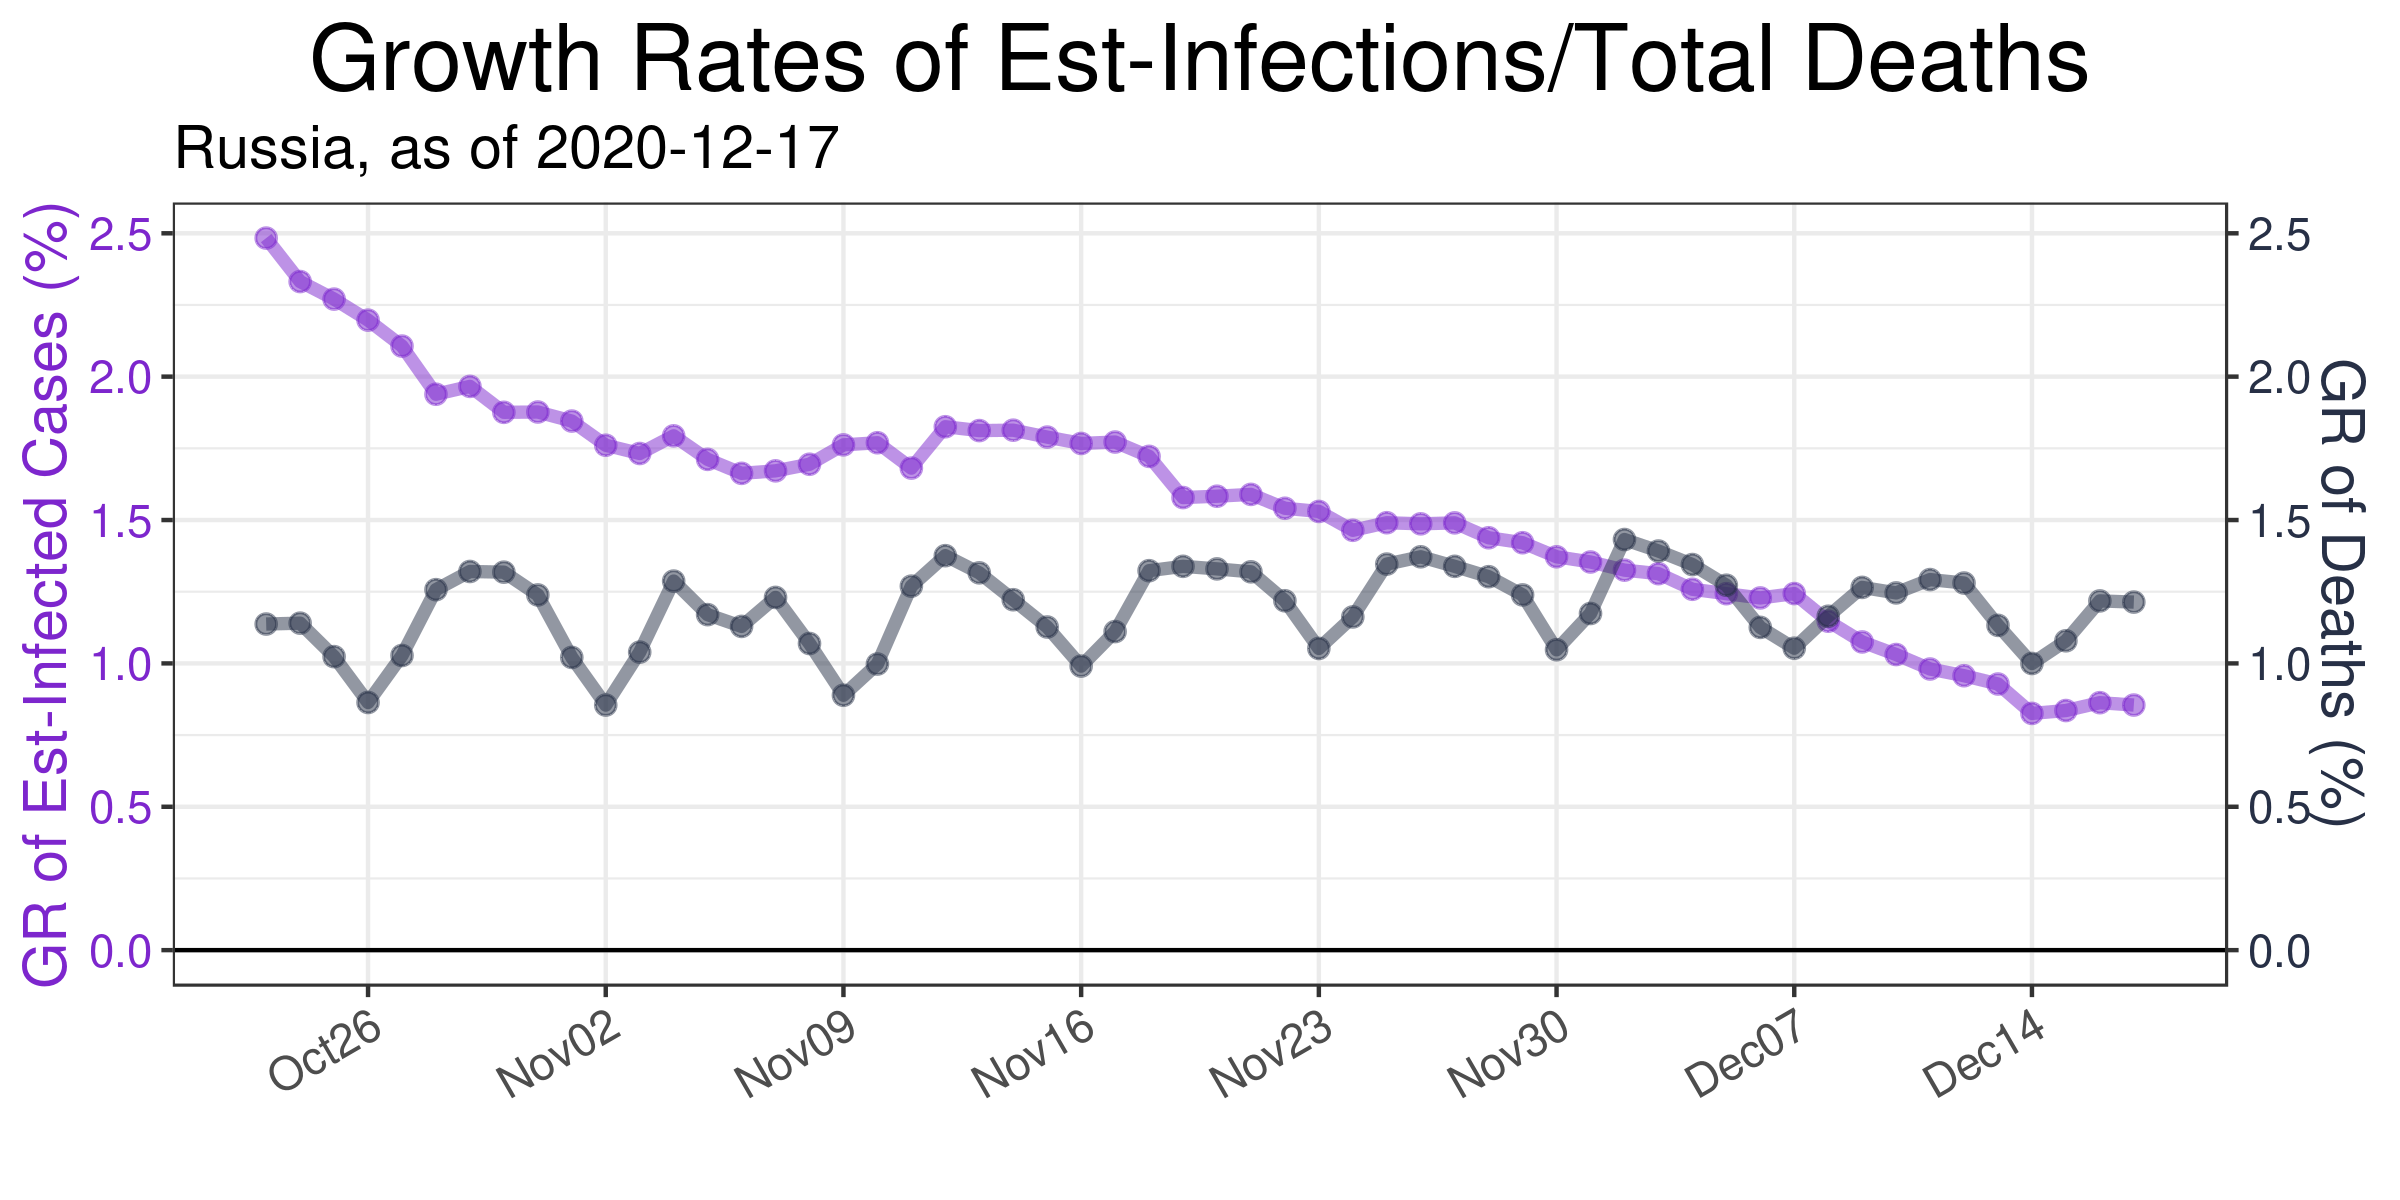 Growth Rates of Est-Infections/Total Deaths
Russia, as of 2020-12-17
GR of Est-Infected Cases (%)
2.5
2.0
1.5
1.0
0.5
0.0
2.5
2.0
1.5
1.0
0.5
0.0
GR of Deaths (%)
Oct26
Nov02
Nov09
Nov16
Nov23
Nov30
Dec07
Dec14